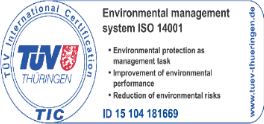 TÜV International Certification
TÜV
THÜRINGEN
TIC
Environmental management
system ISO 14001
• Environmental protection as
management task
• Improvement of environmental
performance
• Reduction of environmental risks
ID 15 104 181669
www.tuev-thueringen.de